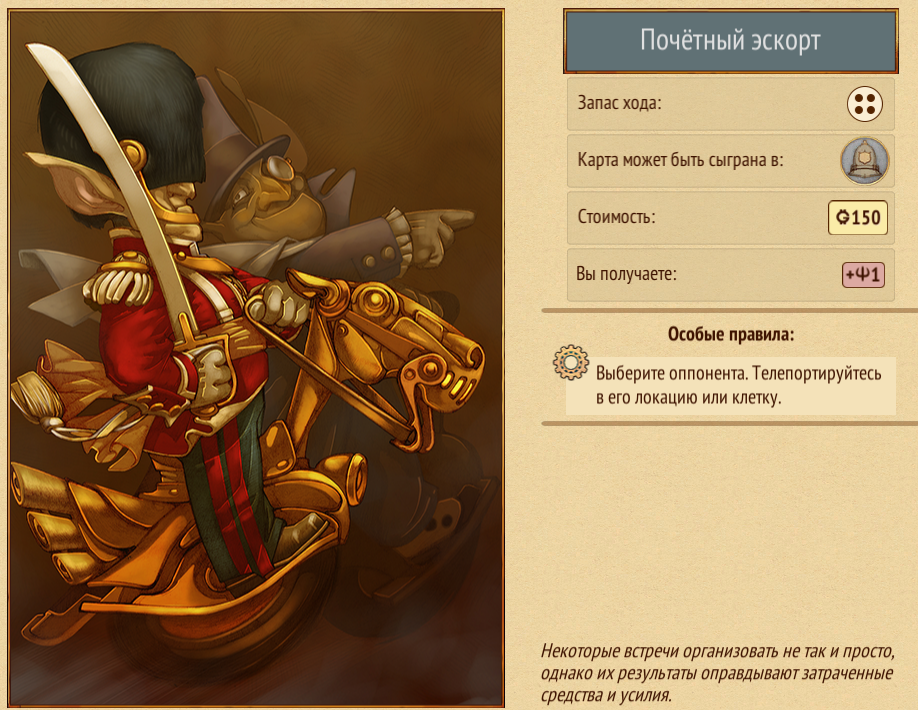 Почётный эскорт
Запас хода:
Карта может быть сыграна в:
Стоимость:
150
Вы получаете:
+Ψ1
Особые правила:
Выберите оппонента. Телепортируйтесь
в его локацию или клетку.
Некоторые встречи организовать не так и просто,
однако их результаты оправдывают затраченные
средства и усилия.